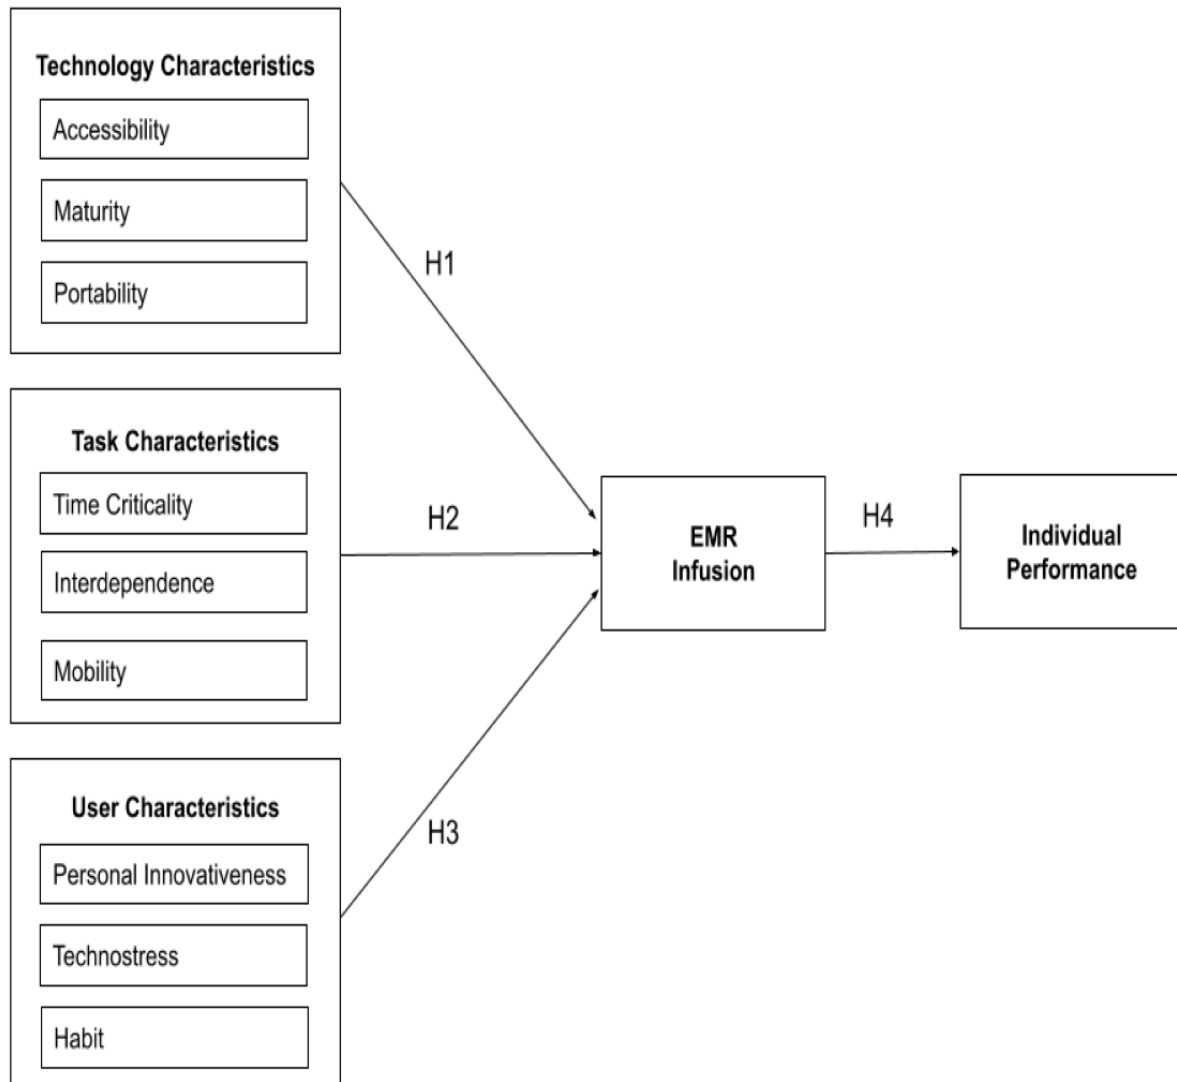 Technology Characteristics
Accessibility
Maturity
Portability
H1
Task Characteristics
Time Criticality
Interdependence
Mobility
H2
User Characteristics
Personal Innovativeness
Technostress
Habit
H3
EMR
Infusion
H4
Individual
Performance